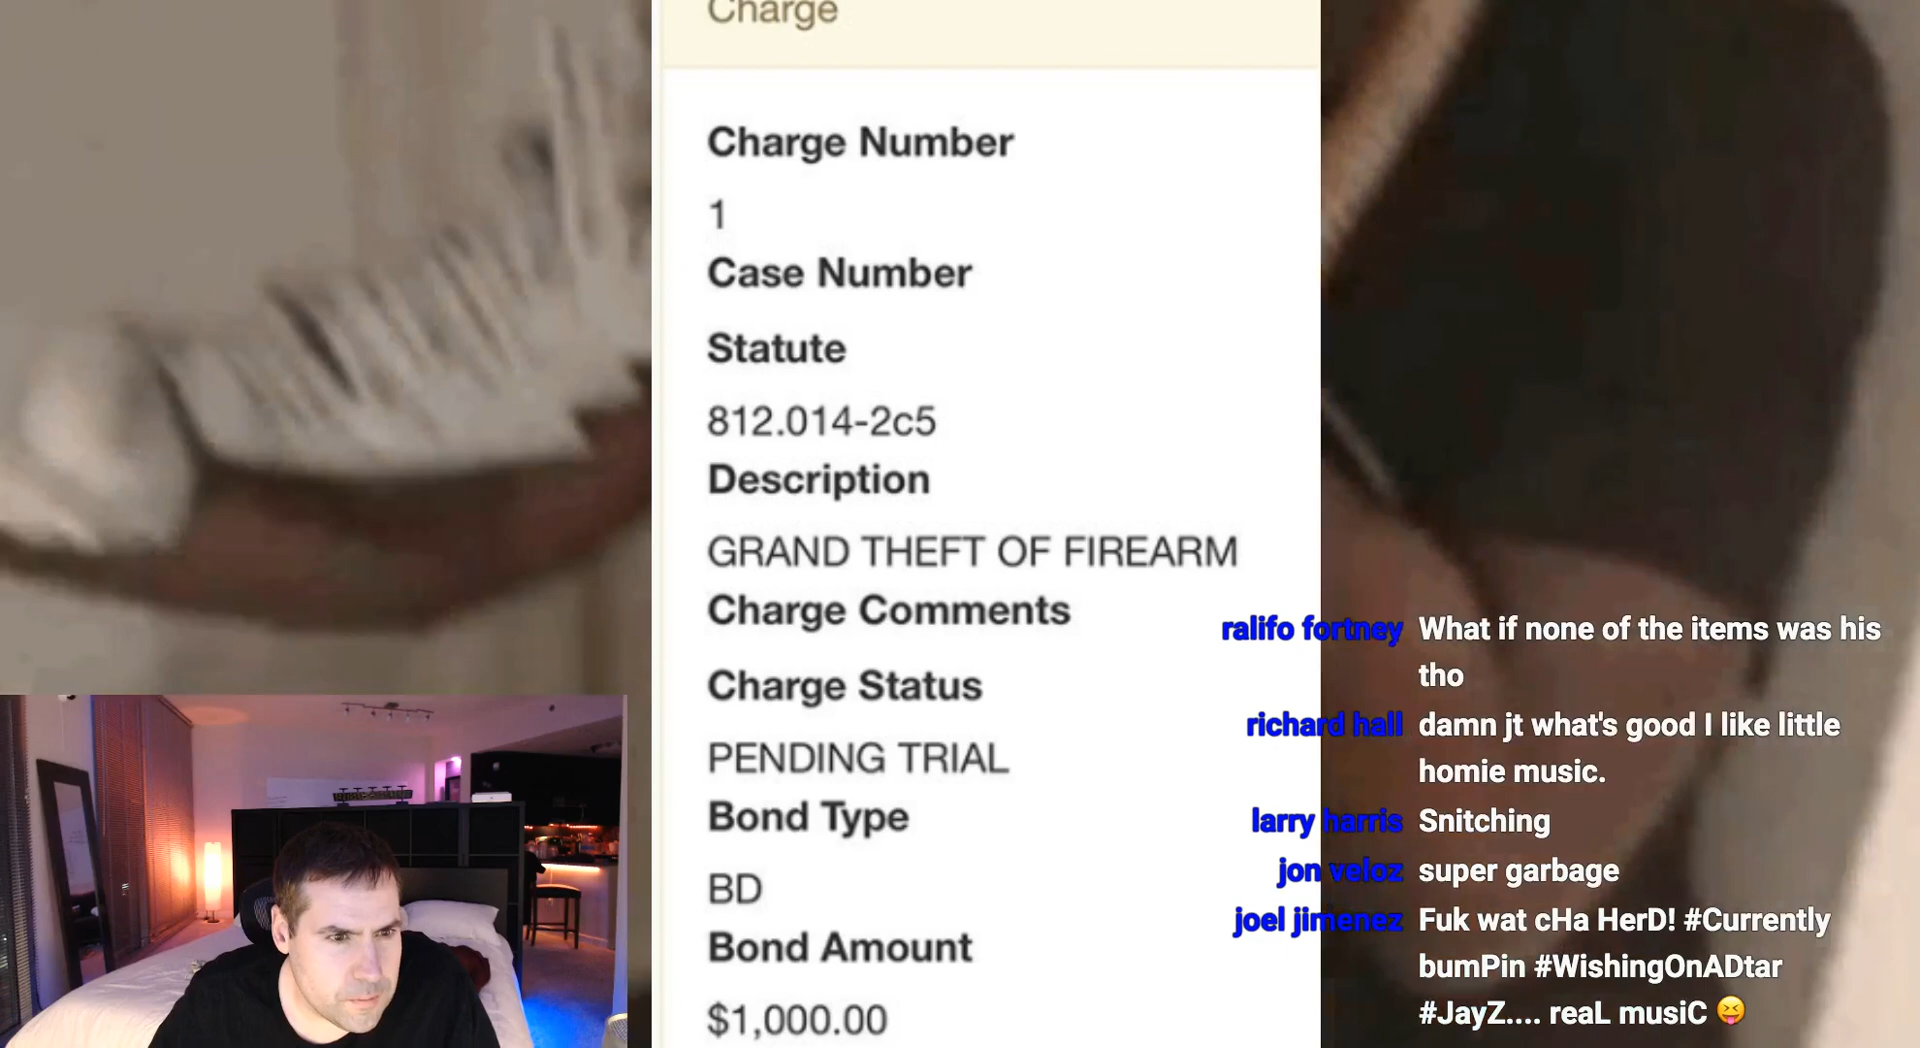 Charge
Charge Number
1
Case Number
Statute
812.014-2c5
Description
GRAND THEFT OF FIREARM
Charge Comments
Charge Status
PENDING TRIAL
Bond Type
BD
Bond Amount
$1,000.00
ralifo fortney What if none of the items was his
tho
richard hall damn jt what's good I like little
homie music.
larry harris Snitching
jon veloz super garbage
joel jimenez Fuk wat cHa HerD! #Currently
bumPin #WishingOnADtar
#JayZ.... reaL musiC 😝